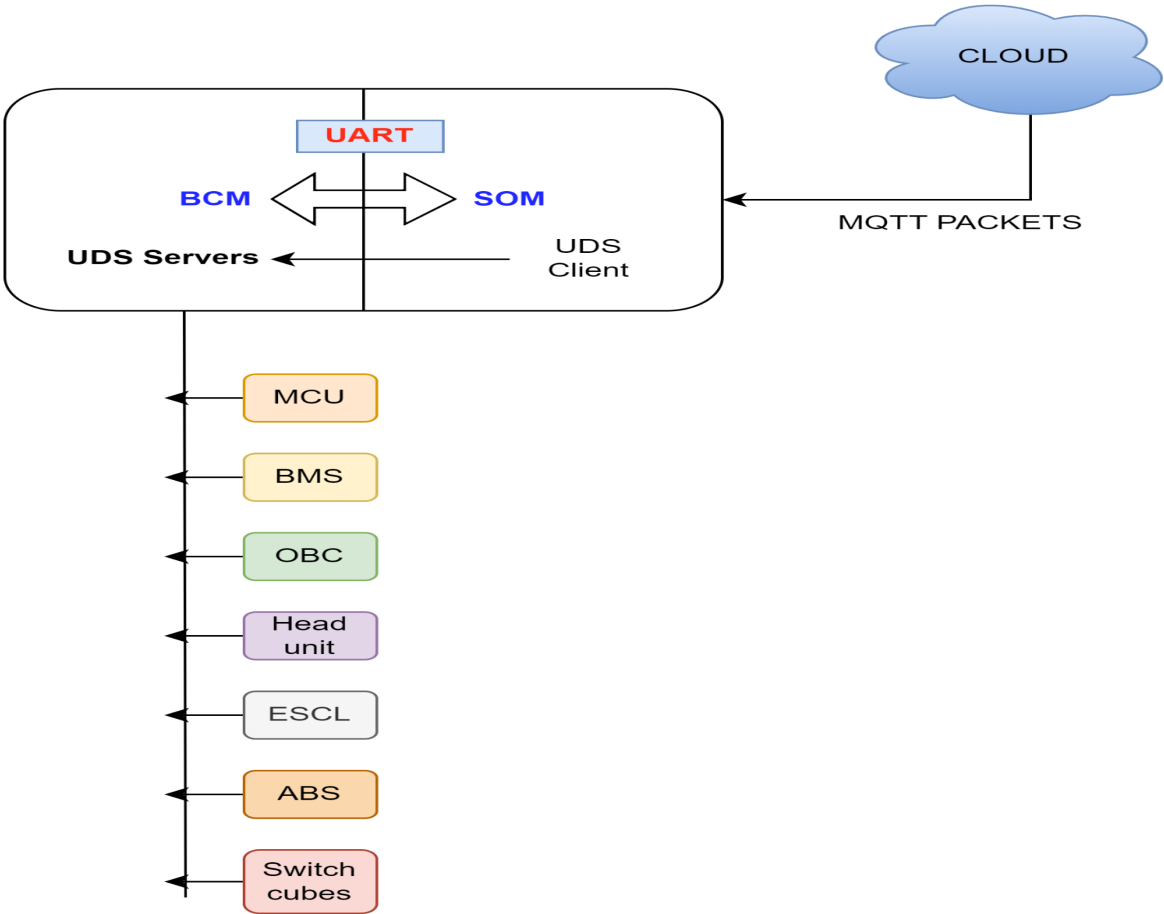 CLOUD
UART
BCM
SOM
MQTT PACKETS
UDS Servers
UDS
Client
MCU
BMS
OBC
Head
unit
ESCL
ABS
Switch
cubes